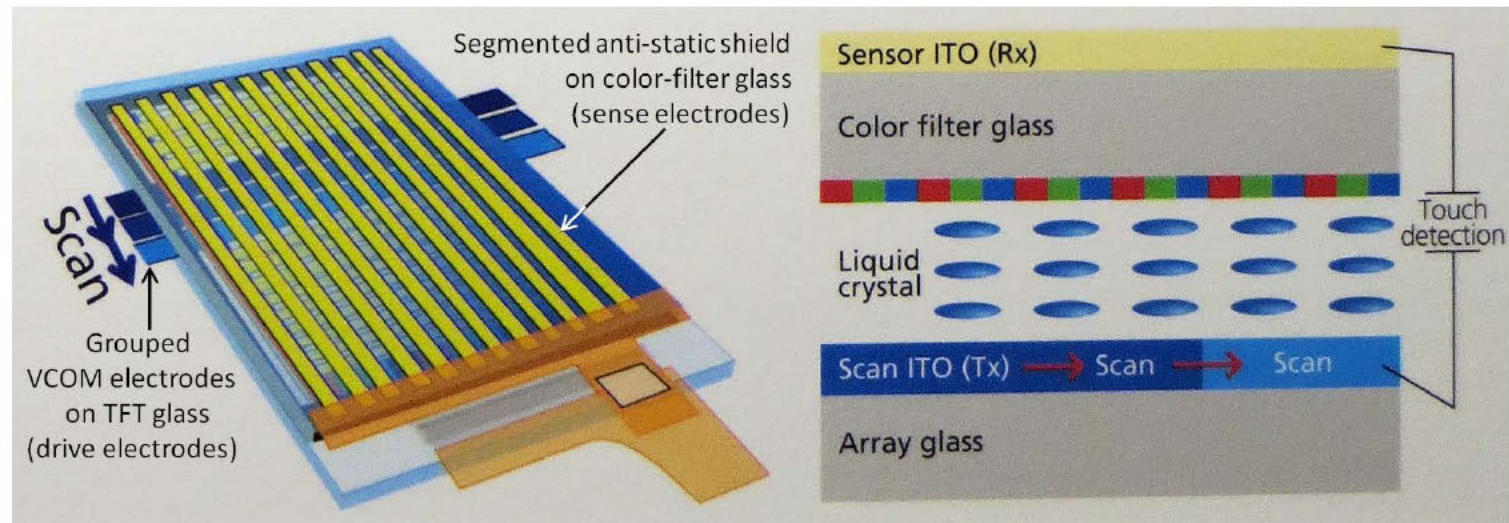 Segmented anti-static shield
on color-filter glass
(sense electrodes)
Scan
Grouped
VCOM electrodes
on TFT glass
(drive electrodes)
Sensor ITO (Rx)
Color filter glass
Touch
detection
Liquid
crystal
Scan ITO (Tx) Scan Scan
Array glass